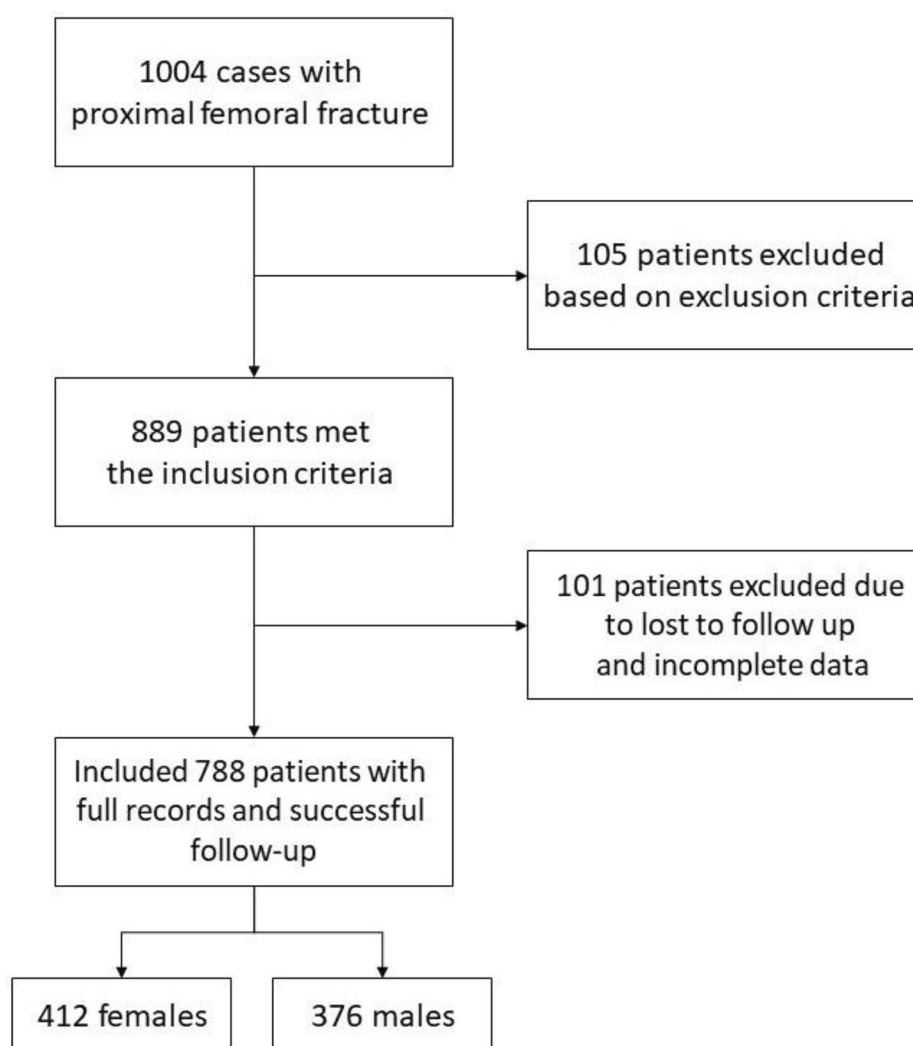 1004 cases with
proximal femoral fracture
105 patients excluded
based on exclusion criteria
889 patients met
the inclusion criteria
101 patients excluded due
to lost to follow up
and incomplete data
Included 788 patients with
full records and successful
follow-up
412 females
376 males